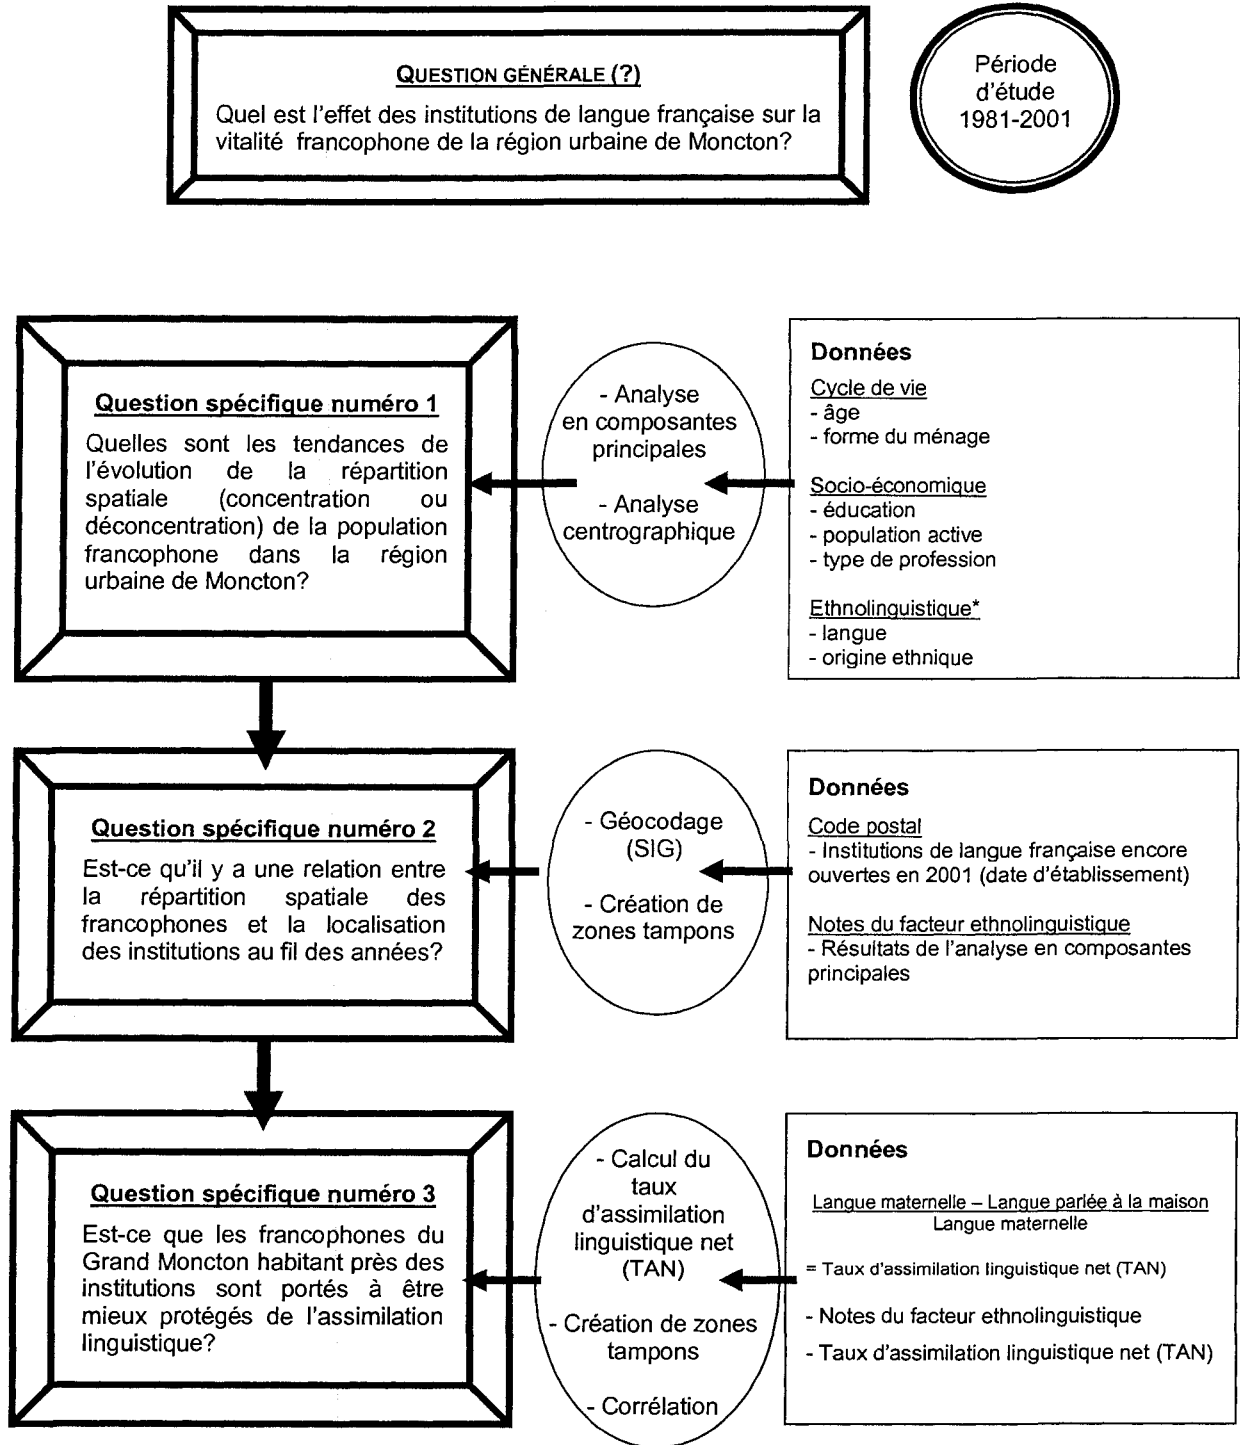 QUESTION GÉNÉRALE (?)
Quel est l'effet des institutions de langue française sur la
vitalité francophone de la région urbaine de Moncton?
Période
d'étude
1981-2001
Question spécifique numéro 1
Quelles sont les tendances de
l'évolution de la répartition
spatiale (concentration ou
déconcentration) de la population
francophone dans la région
urbaine de Moncton?
- Analyse
en composantes
principales
- Analyse
centrographique
Données
Cycle de vie
- âge
- forme du ménage
Socio-économique
- éducation
- population active
- type de profession
Ethnolinguistique*
- langue
- origine ethnique
Question spécifique numéro 2
Est-ce qu'il y a une relation entre
la répartition spatiale des
francophones et la localisation
des institutions au fil des années?
- Géocodage
(SIG)
- Création de
zones tampons
Données
Code postal
- Institutions de langue française encore
ouvertes en 2001 (date d'établissement)
Notes du facteur ethnolinguistique
- Résultats de l'analyse en composantes
principales
Question spécifique numéro 3
Est-ce que les francophones du
Grand Moncton habitant près des
institutions sont portés à être
mieux protégés de l'assimilation
linguistique?
- Calcul du
taux
d'assimilation
linguistique net
(TAN)
- Création de zones
tampons
- Corrélation
Données
Langue maternelle – Langue parlée à la maison
Langue maternelle
= Taux d'assimilation linguistique net (TAN)
- Notes du facteur ethnolinguistique
- Taux d'assimilation linguistique net (TAN)